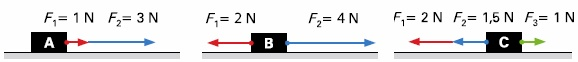 F₁= 1 N F₂= 3 N
A
F₁= 2 N F₂= 4 N
B
F₁= 2 N F₂= 1,5 N F₃= 1 N
C